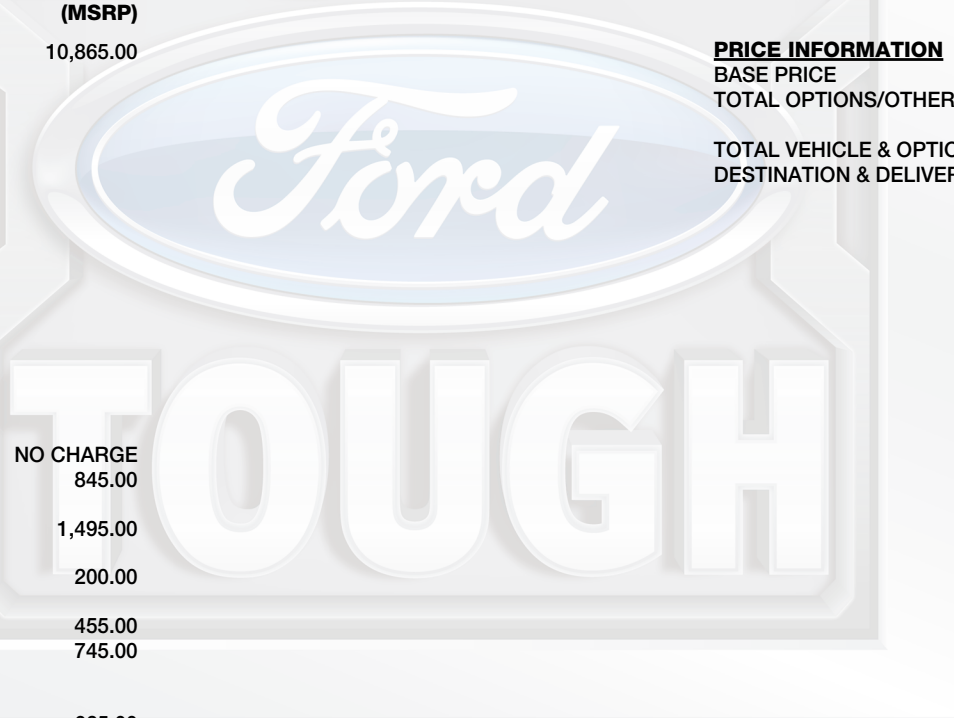 (MSRP)
10,865.00
NO CHARGE
845.00
1,495.00
200.00
455.00
745.00
PRICE INFORMATION
BASE PRICE
TOTAL OPTIONS/OTHER
TOTAL VEHICLE & OPTIO
DESTINATION & DELIVER
Ford
TOUGH